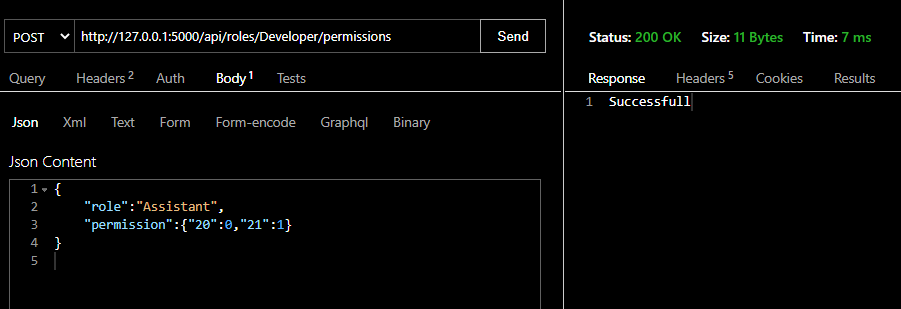 POST http://127.0.0.1:5000/api/roles/Developer/permissions Send
Query Headers 2 Auth Body 1 Tests
Json Xml Text Form Form-encode Graphql Binary
Json Content
1 {
2 "role":"Assistant",
3 "permission":{"20":0,"21":1}
4 }
5
Status: 200 OK Size: 11 Bytes Time: 7 ms
Response Headers 5 Cookies Results
1 Successfull